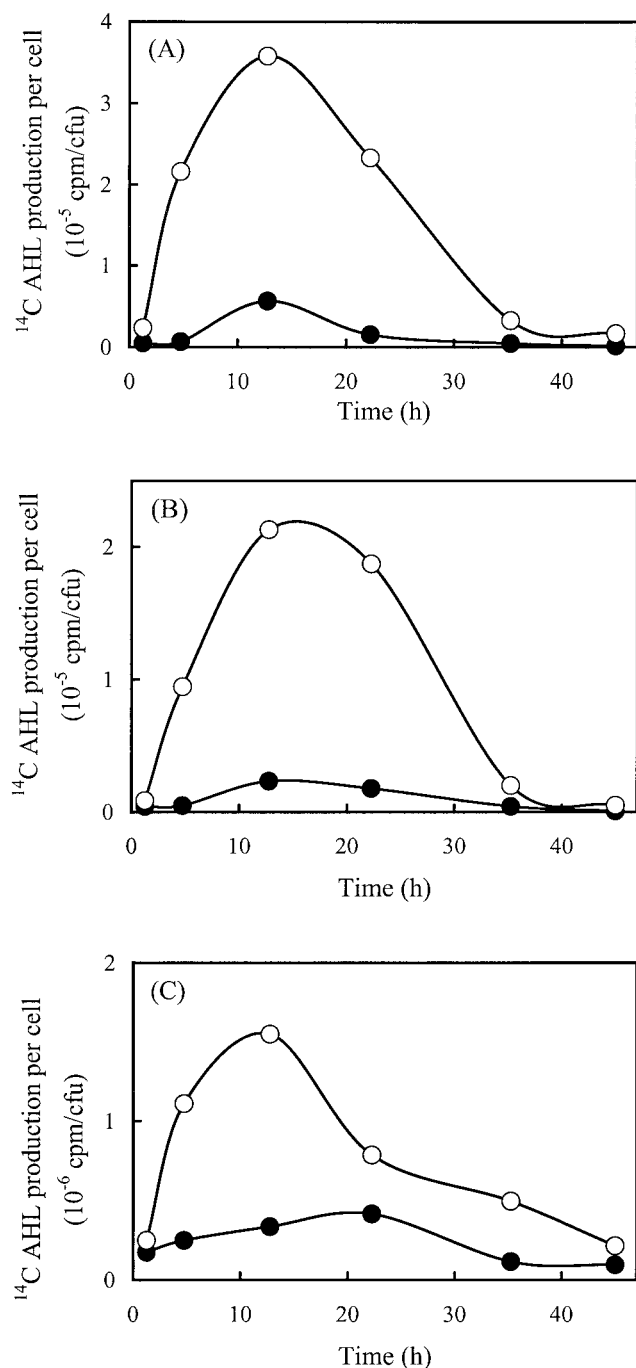 (A)
¹⁴C AHL production per cell
(10⁻⁵ cpm/cfu)
4
3
2
1
0
0 10 20 30 40
Time (h)
(B)
¹⁴C AHL production per cell
(10⁻⁵ cpm/cfu)
2
1
0
0 10 20 30 40
Time (h)
(C)
¹⁴C AHL production per cell
(10⁻⁶ cpm/cfu)
2
1
0
0 10 20 30 40
Time (h)